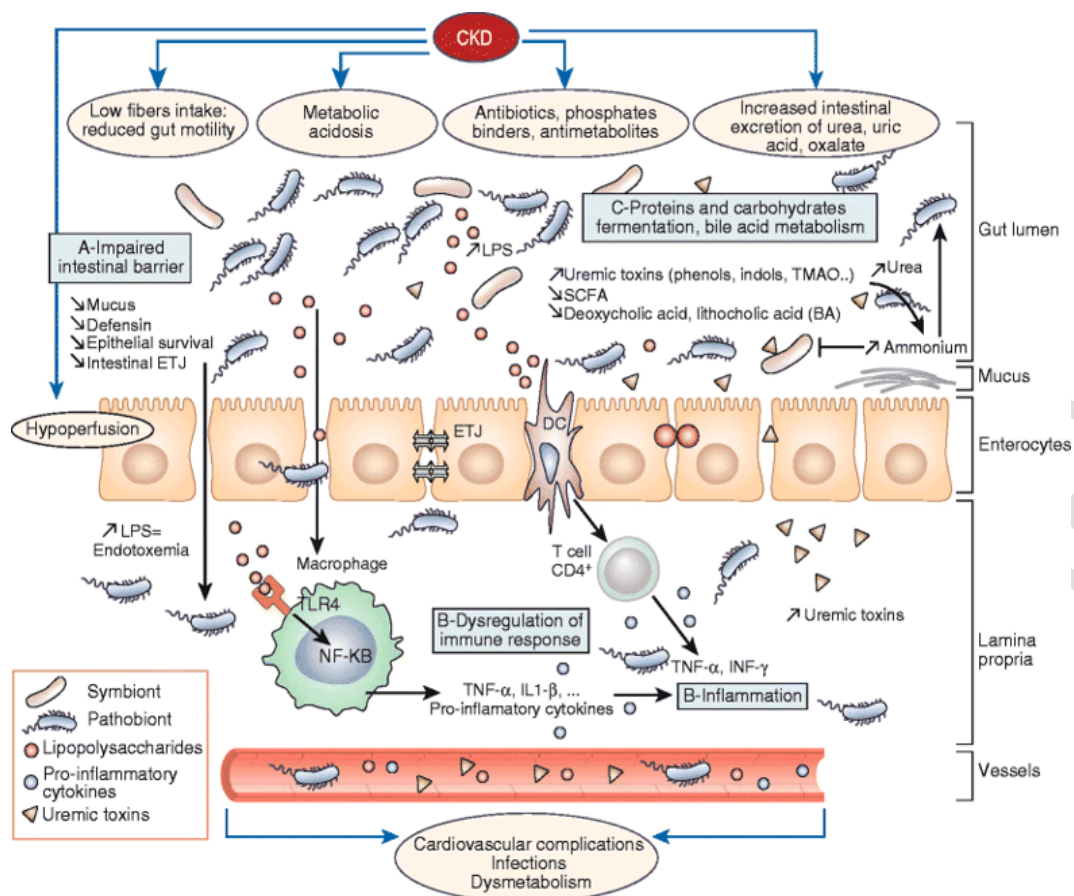 CKD
Low fibers intake:
reduced gut motility
Metabolic
acidosis
Antibiotics, phosphates
binders, antimetabolites
Increased intestinal
excretion of urea, uric
acid, oxalate
A-Impaired
intestinal barrier
↘Mucus
↘Defensin
↘Epithelial survival
↘Intestinal ETJ
↗LPS
C-Proteins and carbohydrates
fermentation, bile acid metabolism
↗Uremic toxins (phenols, indols, TMAO..)
↘SCFA
↘Deoxycholic acid, lithocholic acid (BA)
↗Urea
↗ Ammonium
Gut lumen
Mucus
Enterocytes
Hypoperfusion
ETJ
DC
↗ LPS=
Endotoxemia
Macrophage
TLR4
NF-KB
T cell
CD4⁺
B-Dysregulation of
immune response
↗ Uremic toxins
TNF-α, INF-γ
TNF-α, IL1-β, ...
Pro-inflamatory cytokines
B-Inflammation
Lamina
propria
Symbiont
Pathobiont
Lipopolysaccharides
Pro-inflammatory
cytokines
Uremic toxins
Vessels
Cardiovascular complications
Infections
Dysmetabolism